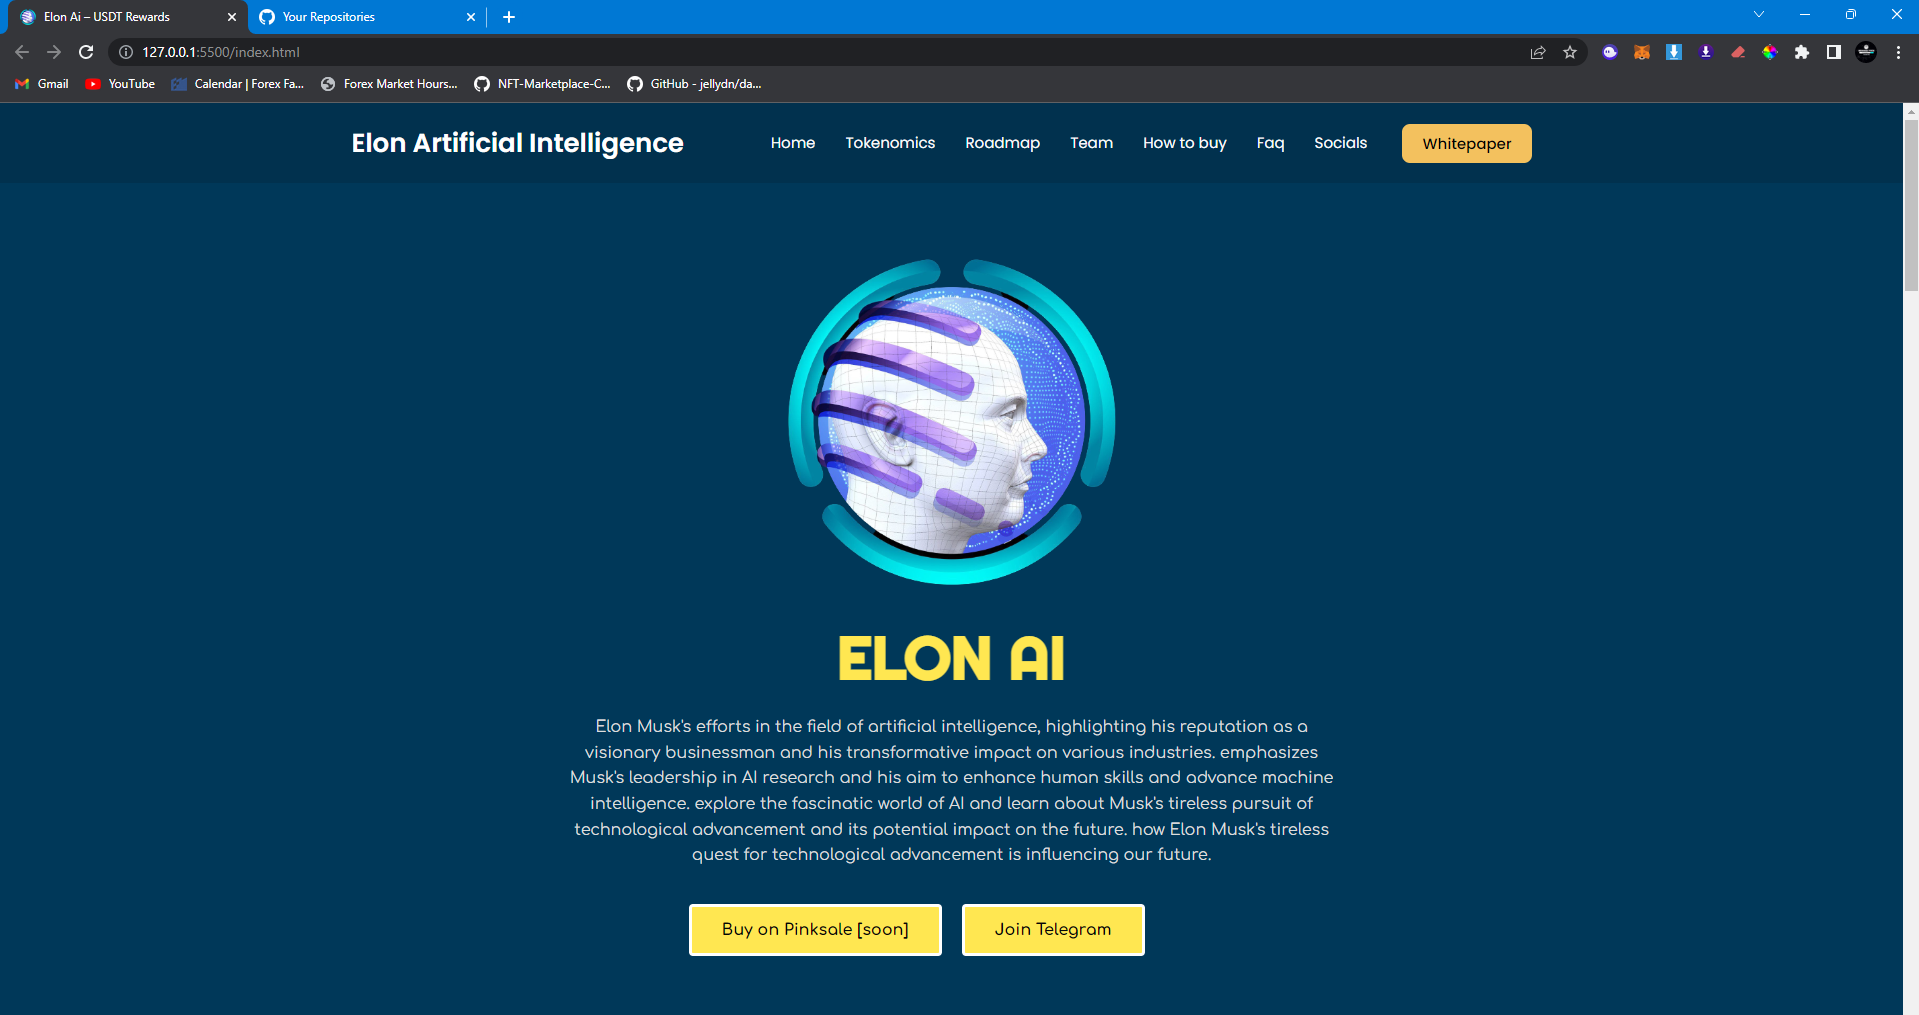 Elon Ai – USDT Rewards
Your Repositories
127.0.0.1:5500/index.html
Gmail
YouTube
Calendar | Forex Fa...
Forex Market Hours...
NFT-Marketplace-C...
GitHub - jellydn/da...
Elon Artificial Intelligence
Home
Tokenomics
Roadmap
Team
How to buy
Faq
Socials
Whitepaper
ELON AI
Elon Musk's efforts in the field of artificial intelligence, highlighting his reputation as a
visionary businessman and his transformative impact on various industries. emphasizes
Musk's leadership in AI research and his aim to enhance human skills and advance machine
intelligence. explore the fascinatic world of AI and learn about Musk's tireless pursuit of
technological advancement and its potential impact on the future. how Elon Musk's tireless
quest for technological advancement is influencing our future.
Buy on Pinksale [soon]
Join Telegram